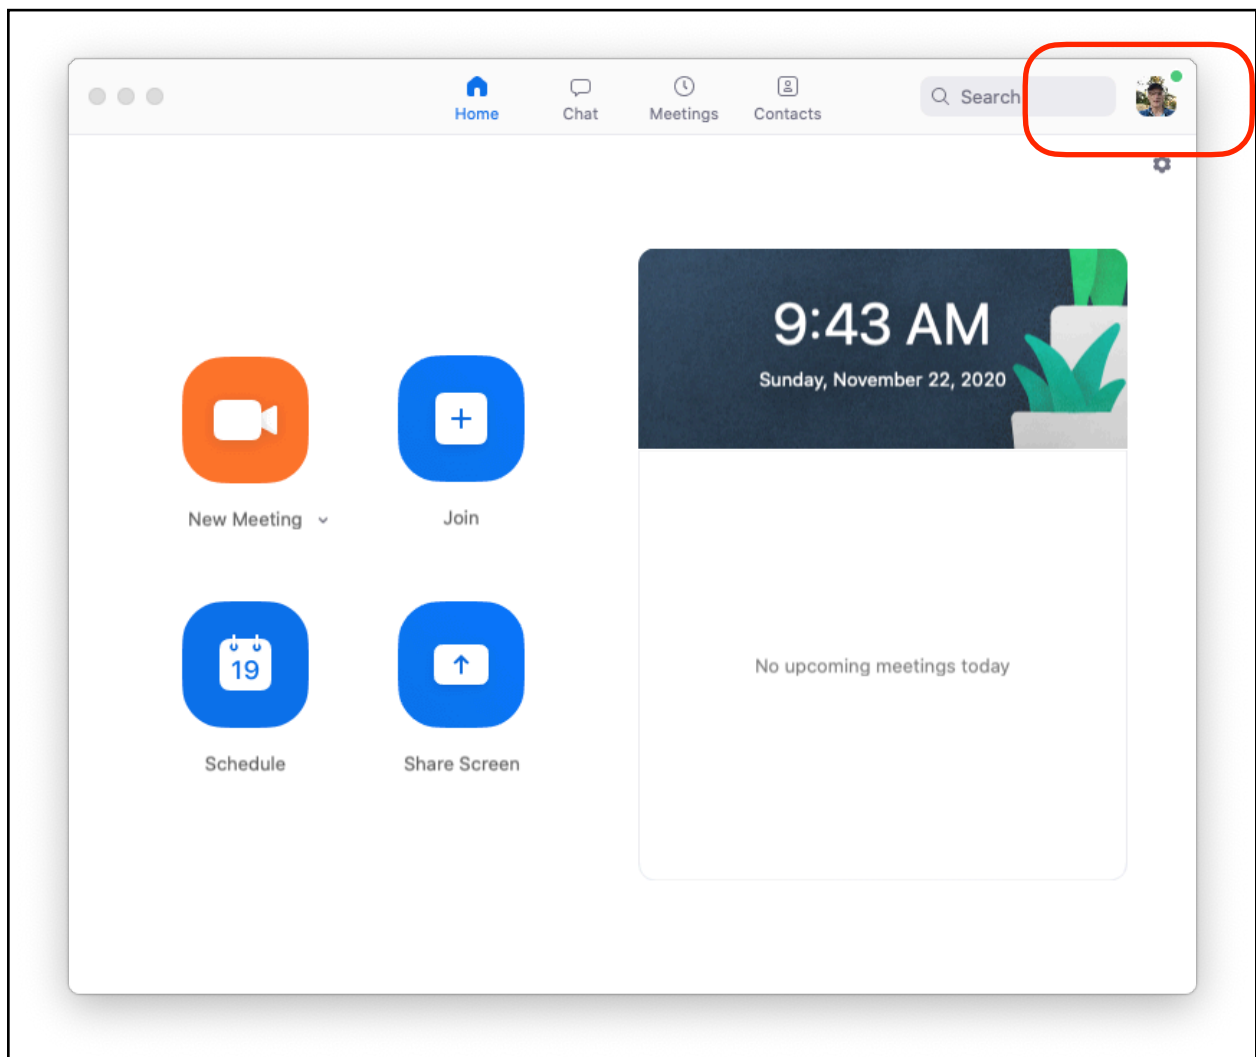 Home
Chat
Meetings
Contacts
Search
9:43 AM
Sunday, November 22, 2020
New Meeting
Join
19
Schedule
Share Screen
No upcoming meetings today